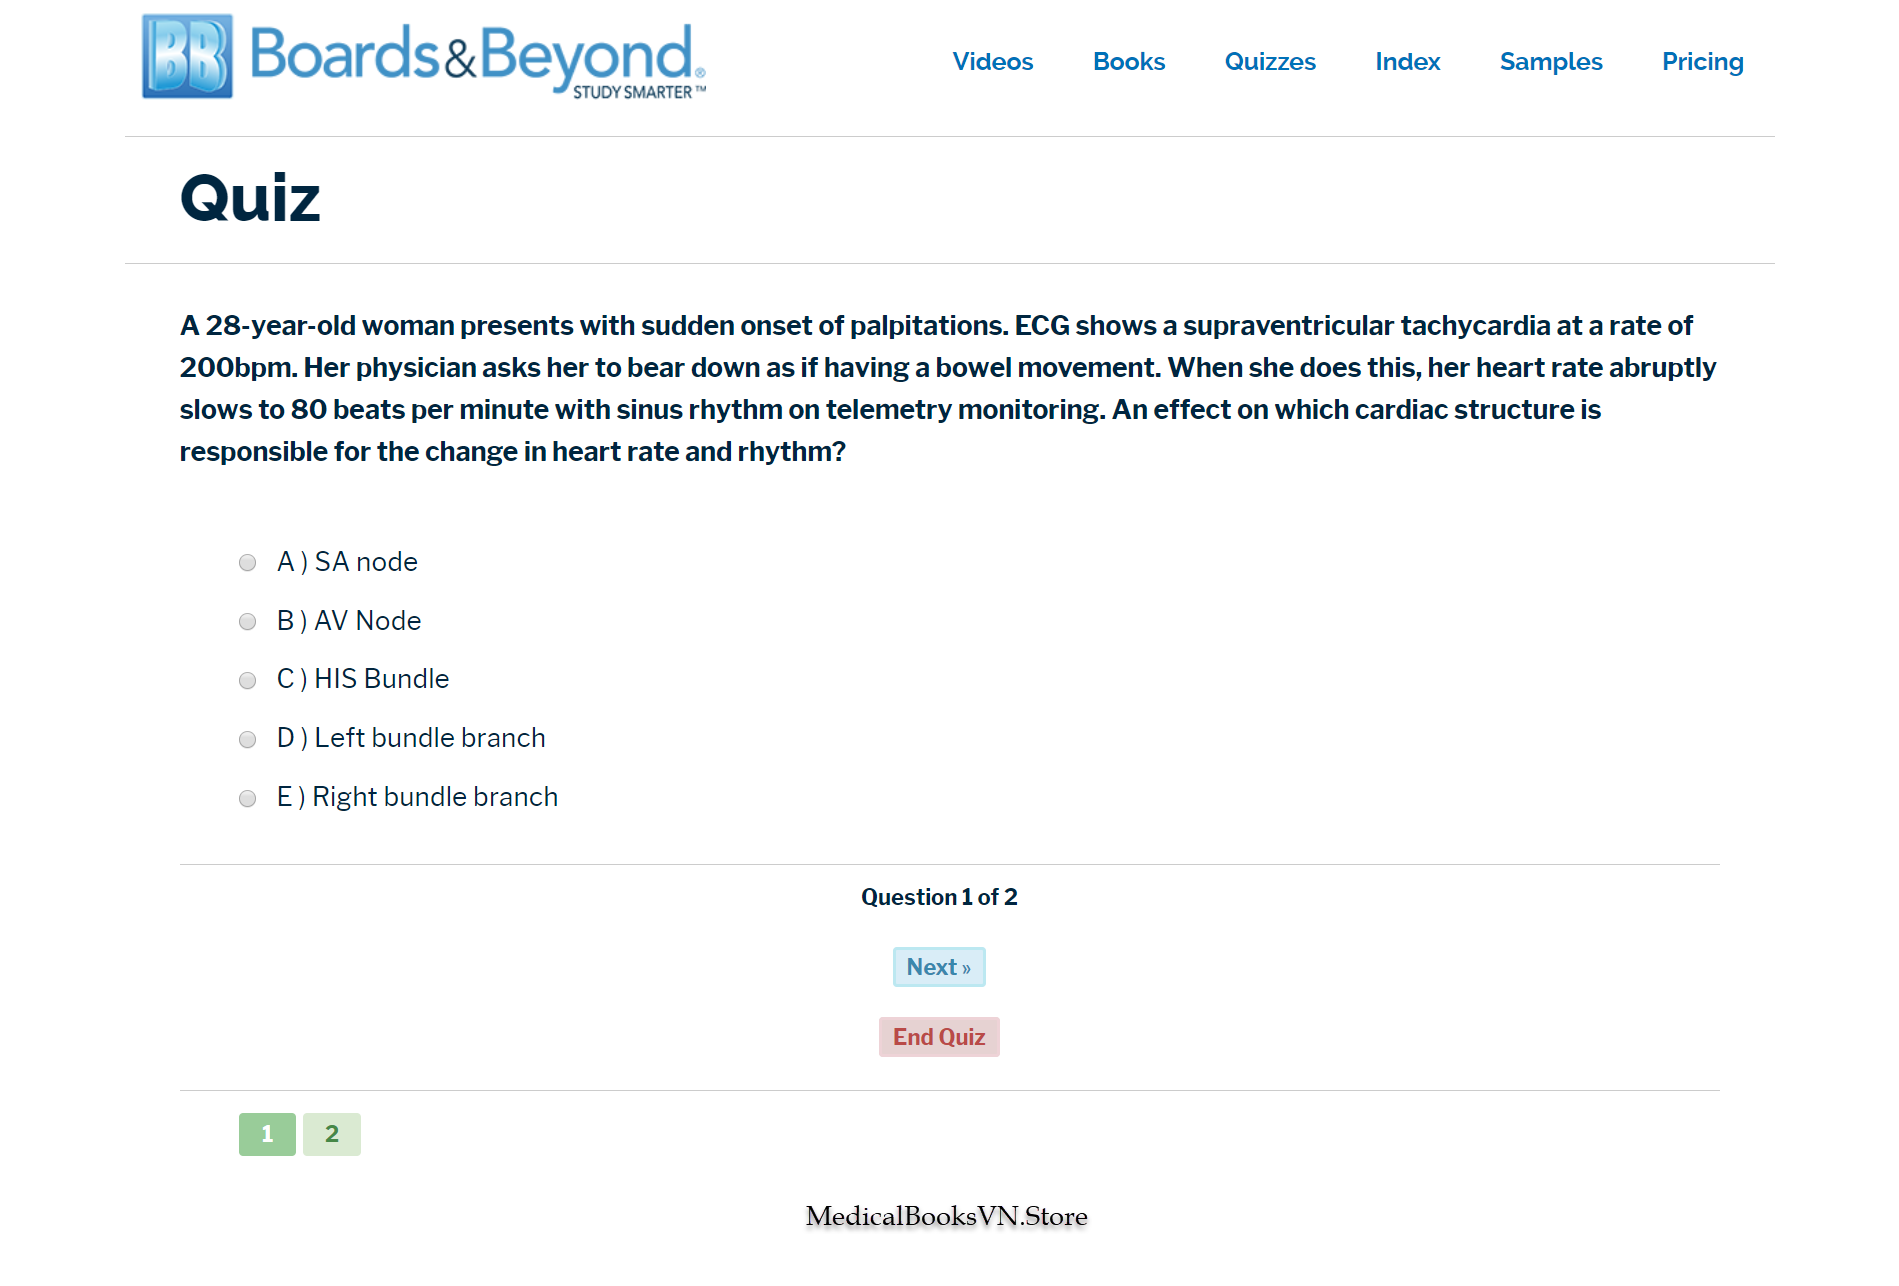 BB Boards&Beyond®
STUDY SMARTER™
Videos Books Quizzes Index Samples Pricing
Quiz
A 28-year-old woman presents with sudden onset of palpitations. ECG shows a supraventricular tachycardia at a rate of
200bpm. Her physician asks her to bear down as if having a bowel movement. When she does this, her heart rate abruptly
slows to 80 beats per minute with sinus rhythm on telemetry monitoring. An effect on which cardiac structure is
responsible for the change in heart rate and rhythm?
A ) SA node
B ) AV Node
C ) HIS Bundle
D ) Left bundle branch
E ) Right bundle branch
Question 1 of 2
Next »
End Quiz
1 2
MedicalBooksVN.Store